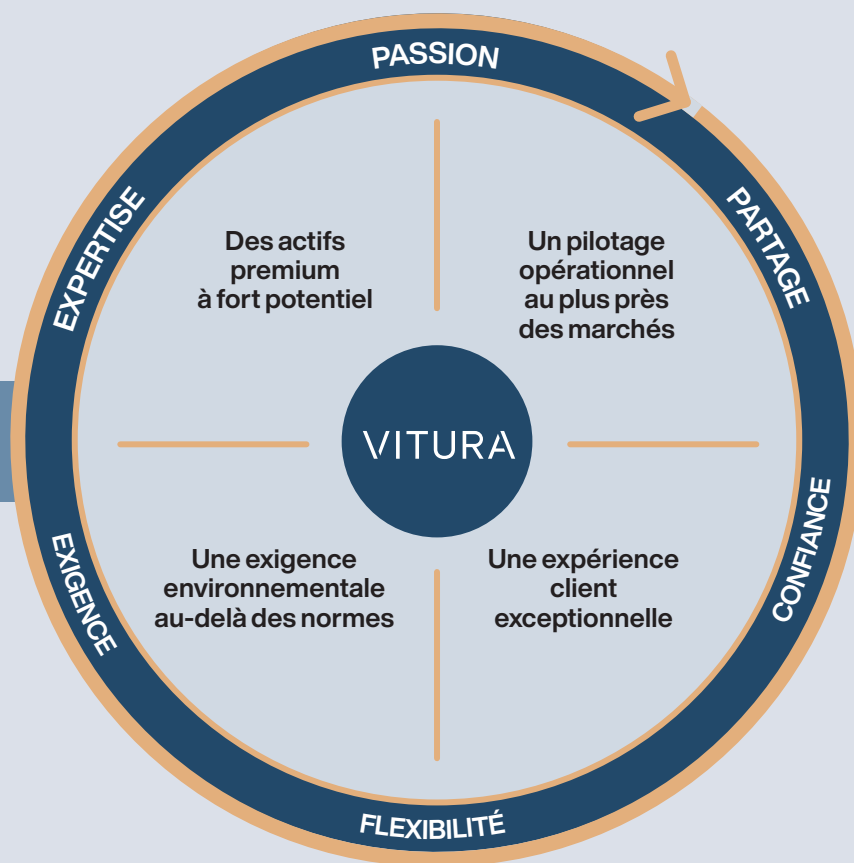 PASSION
PARTAGE
CONFIANCE
FLEXIBILITÉ
EXIGENCE
EXPERTISE
Des actifs
premium
à fort potentiel
Un pilotage
opérationnel
au plus près
des marchés
VITURA
Une exigence
environnementale
au-delà des normes
Une expérience
client
exceptionnelle